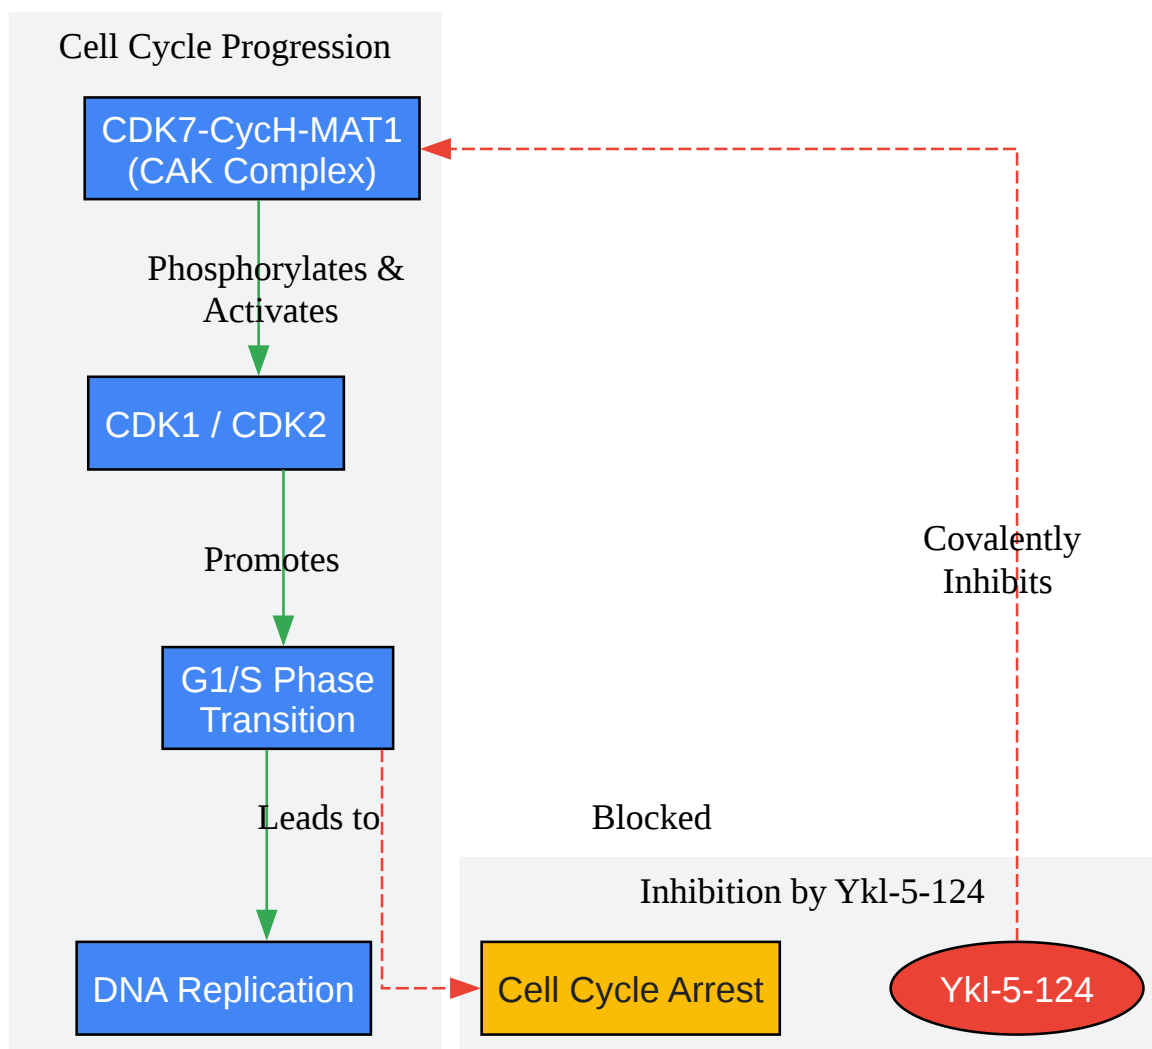 Cell Cycle Progression
CDK7-CycH-MAT1
(CAK Complex)
Phosphorylates &
Activates
CDK1 / CDK2
Promotes
Covalently
Inhibits
G1/S Phase
Transition
Leads to
Blocked
Inhibition by Ykl-5-124
DNA Replication
Cell Cycle Arrest
Ykl-5-124